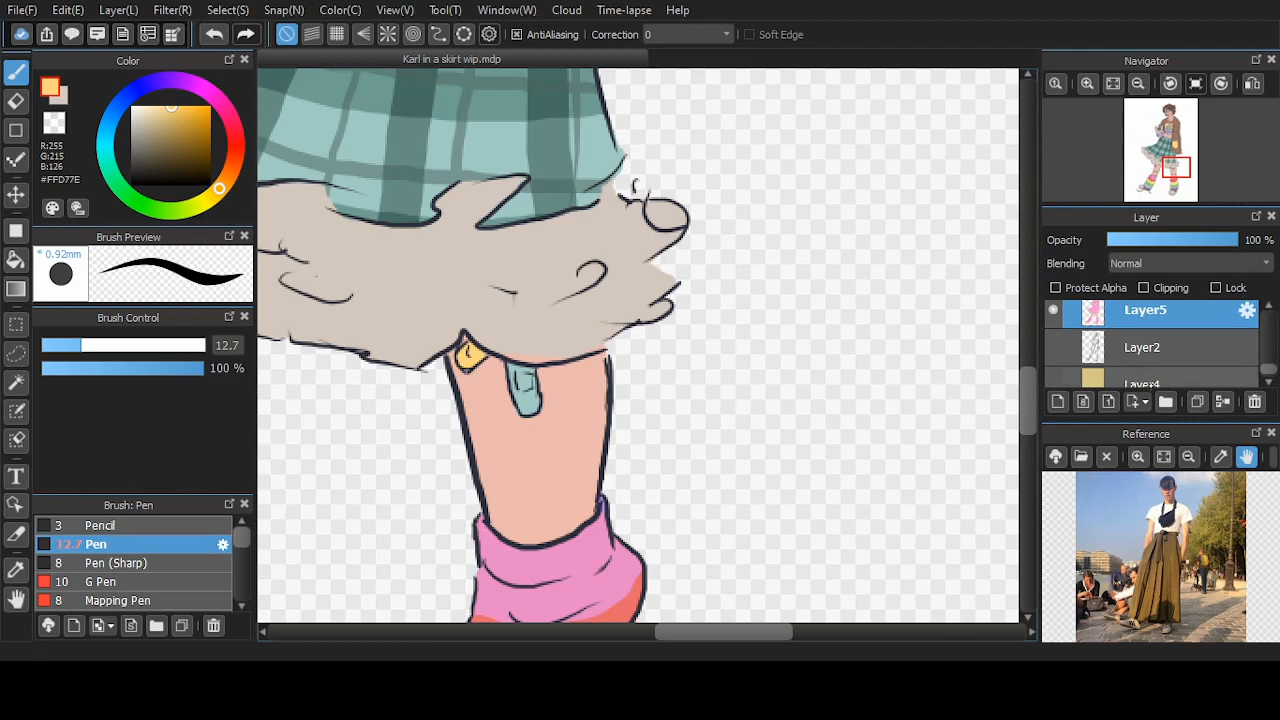 File(F) Edit(E) Layer(L) Filter(R) Select(S) Snap(N) Color(C) View(V) Tool(T) Window(W) Cloud Time-lapse Help
AntiAliasing Correction 0 Soft Edge
Color
Karl in a skirt wip.mdp
Navigator
R:255
G:215
B:126
#FFD77E
Brush Preview
* 0.92mm
Brush Control
12.7
100 %
Layer
Opacity 100 %
Blending Normal
Protect Alpha Clipping Lock
Layer5
Layer2
Layer4
Reference
Brush: Pen
3 Pencil
12.7 Pen
8 Pen (Sharp)
10 G Pen
8 Mapping Pen
T